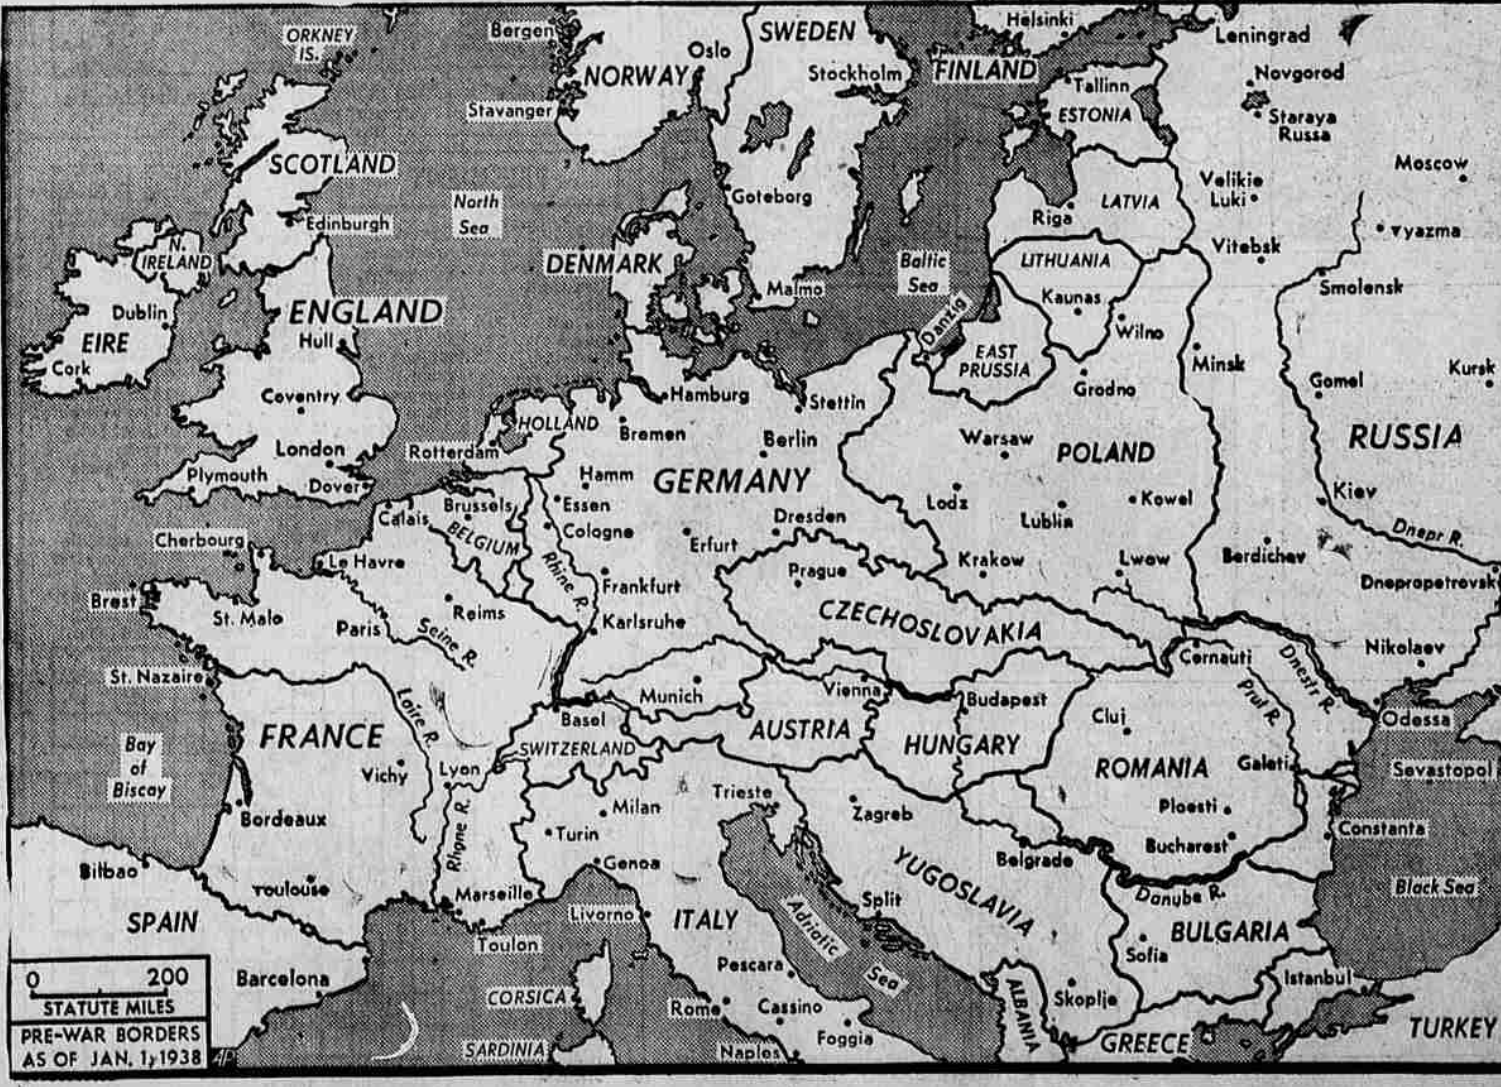 ORKNEY
IS.
Bergen
Oslo
SWEDEN
Helsinki
Leningrad
NORWAY
Stockholm
FINLAND
Novgorod
Stavanger
Tallinn
ESTONIA
Staraya
Russa
SCOTLAND
Moscow
North
Sea
Goteborg
Velikie
Luki
Riga
LATVIA
Edinburgh
Vyazma
N.
IRELAND
DENMARK
Baltic
Sea
LITHUANIA
Vitebsk
Malmo
Smolensk
Dublin
ENGLAND
Kaunas
Danzig
Wilno
EIRE
Hull
EAST
PRUSSIA
Minsk
Cork
Grodno
Gomel
Kursk
Coventry
Hamburg
Stettin
HOLLAND
Bremen
Berlin
Warsaw
POLAND
RUSSIA
London
Rotterdam
Plymouth
Dover
Hamm
GERMANY
Kiev
Lodz
Kowel
Brussels
Essen
Calais
Dresden
Lublin
Cologne
BELGIUM
Erfurt
Dnepr R.
Cherbourg
Le Havre
Rhine R.
Prague
Krakow
Lwow
Berdichev
Frankfurt
Dnepropetrovsk
Brest
St. Malo
Reims
Karlsruhe
CZECHOSLOVAKIA
Paris
Seine R.
Cernauti
Nikolaev
St. Nazaire
Loire R.
Munich
Vienna
Budapest
Prut R.
Dnestr R.
Basel
Cluj
Odessa
FRANCE
AUSTRIA
HUNGARY
Bay
of
Biscay
SWITZERLAND
Vichy
Lyon
ROMANIA
Galati
Sevastopol
Trieste
Milan
Zagreb
Ploesti
Bordeaux
Rhone R.
Turin
Constanta
Bucharest
Belgrade
Bilbao
Genoa
YUGOSLAVIA
Toulouse
Marseille
Danube R.
Black Sea
SPAIN
Livorno
ITALY
Adriatic
Sea
Split
BULGARIA
Toulon
Sofia
Pescara
Barcelona
Istanbul
CORSICA
Rome
Cassino
ALBANIA
Skoplje
Foggia
GREECE
TURKEY
SARDINIA
Naples
0 200
STATUTE MILES
PRE-WAR BORDERS
AS OF JAN. 1, 1938
AP